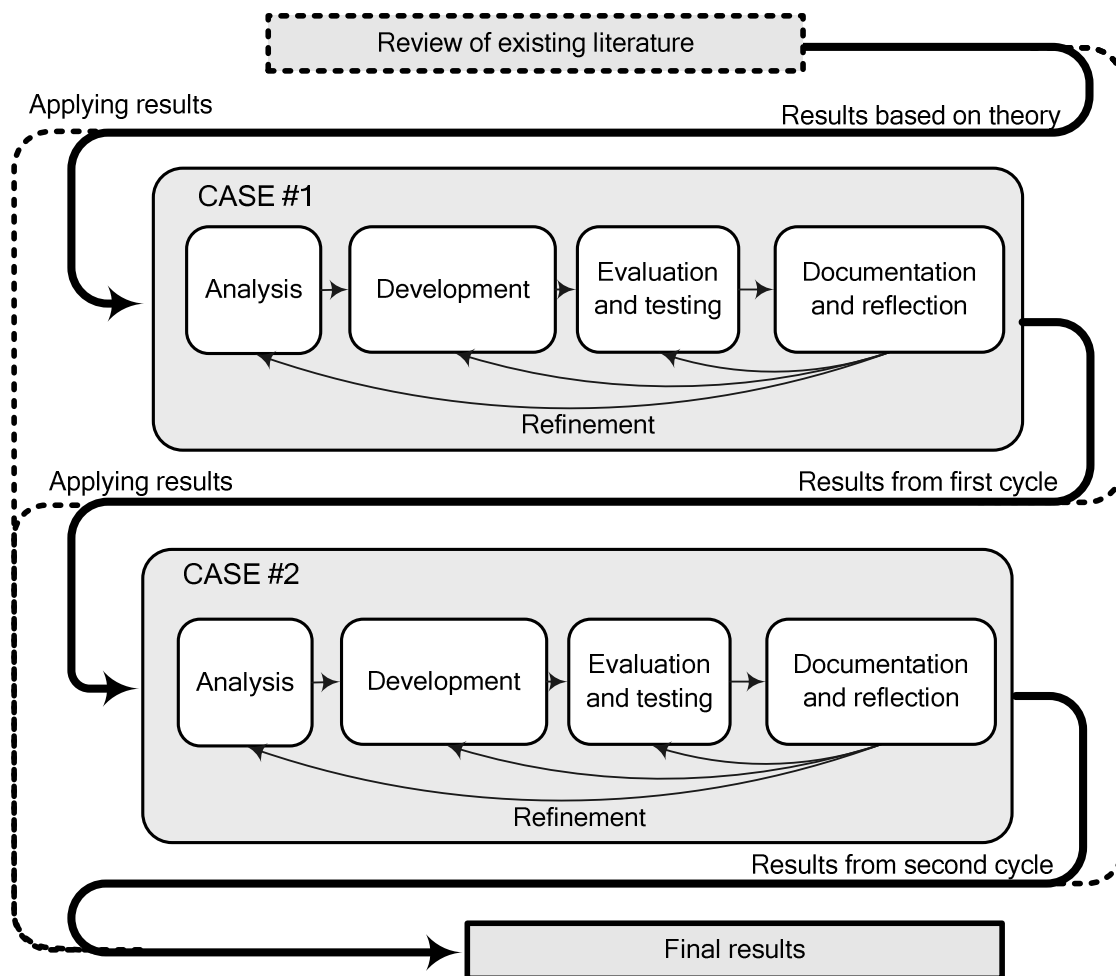 Review of existing literature
Applying results
Results based on theory
CASE #1
Analysis
Development
Evaluation
and testing
Documentation
and reflection
Refinement
Applying results
Results from first cycle
CASE #2
Analysis
Development
Evaluation
and testing
Documentation
and reflection
Refinement
Results from second cycle
Final results